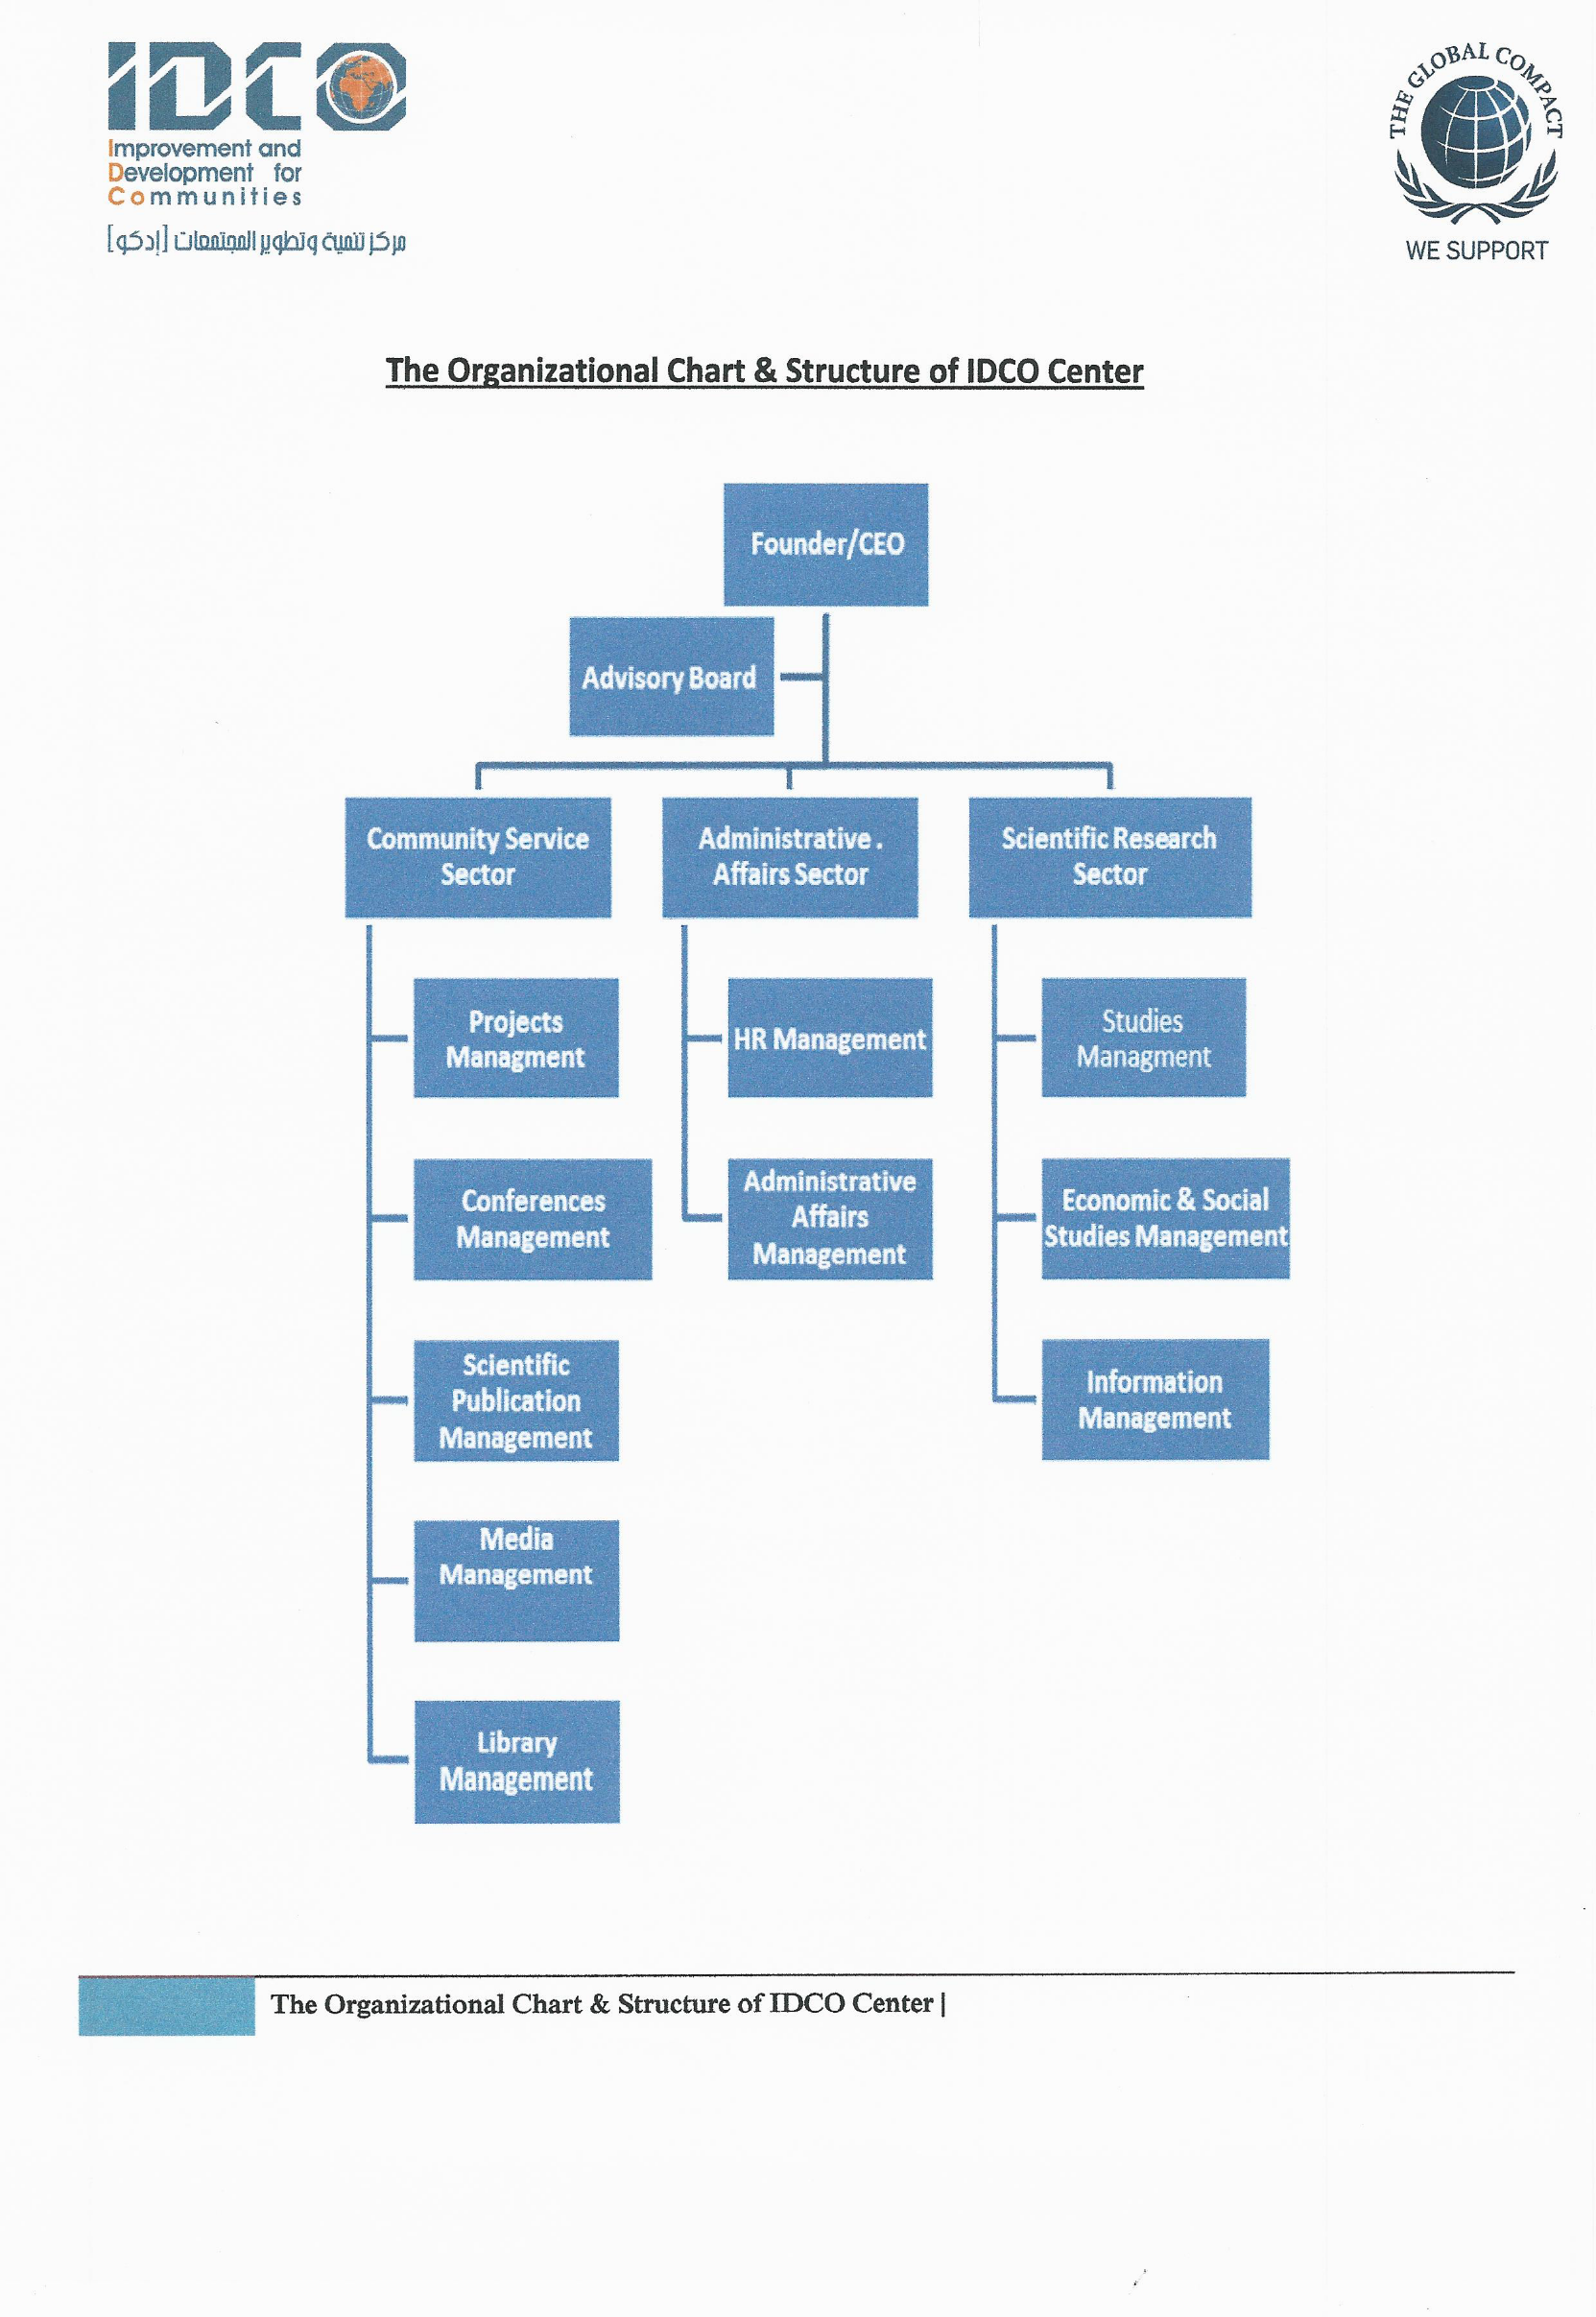 IDCO
Improvement and
Development for
Communities
مركز تنمية وتطوير المجتمعات [إدكو]
THE GLOBAL COMPACT
WE SUPPORT
The Organizational Chart & Structure of IDCO Center
Founder/CEO
Advisory Board
Community Service
Sector
Administrative .
Affairs Sector
Scientific Research
Sector
Projects
Managment
HR Management
Studies
Managment
Conferences
Management
Administrative
Affairs
Management
Economic & Social
Studies Management
Scientific
Publication
Management
Information
Management
Media
Management
Library
Management
The Organizational Chart & Structure of IDCO Center |